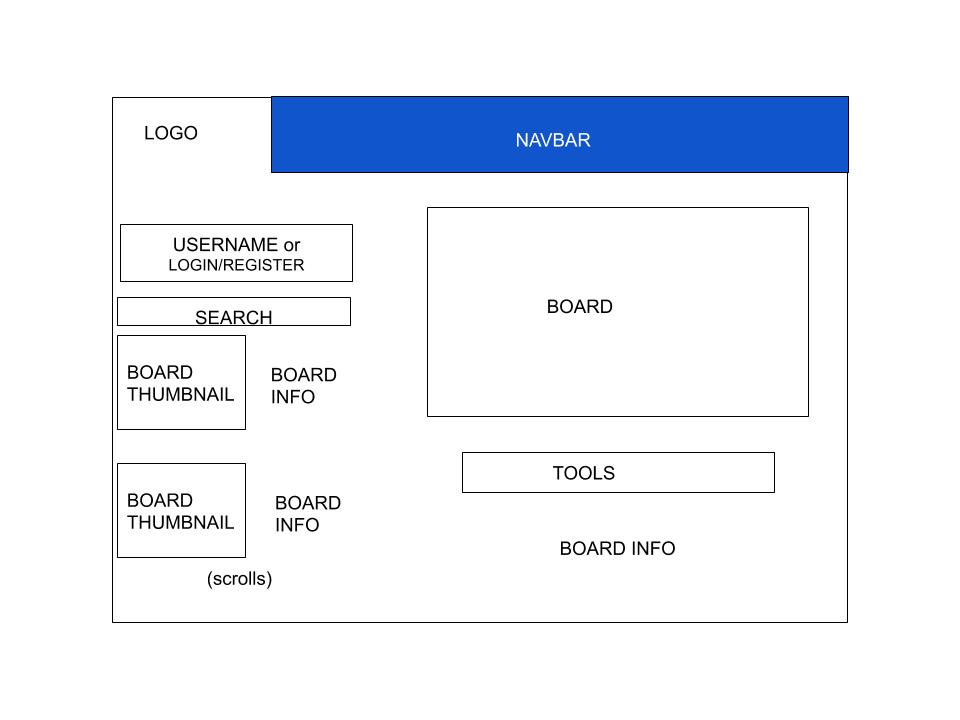 LOGO
NAVBAR
USERNAME or
LOGIN/REGISTER
SEARCH
BOARD
THUMBNAIL
BOARD
INFO
BOARD
THUMBNAIL
BOARD
INFO
(scrolls)
BOARD
TOOLS
BOARD INFO